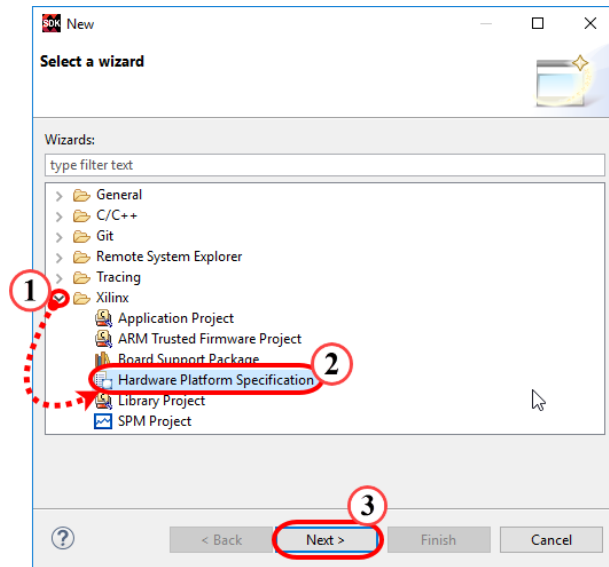 SDK New
Select a wizard
Wizards:
type filter text
General
C/C++
Git
Remote System Explorer
Tracing
1 Xilinx
Application Project
ARM Trusted Firmware Project
Board Support Package
2
Hardware Platform Specification
Library Project
SPM Project
3
? < Back Next > Finish Cancel